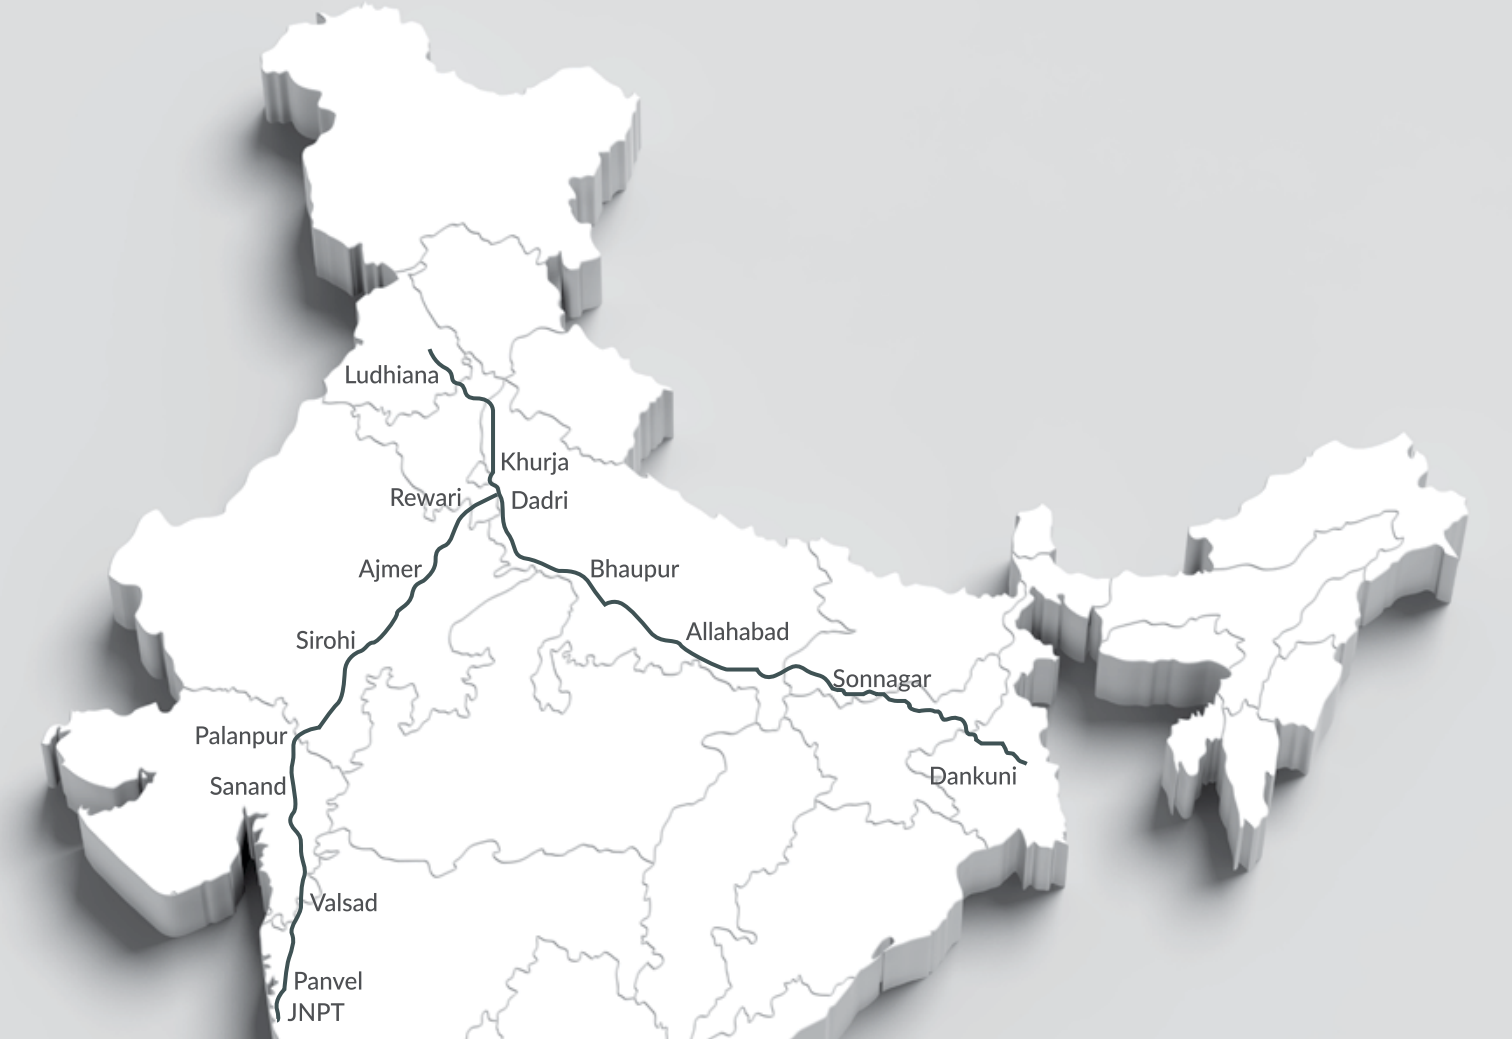 Ludhiana
Khurja
Rewari
Dadri
Ajmer
Bhaupur
Allahabad
Sirohi
Sonnagar
Palanpur
Dankuni
Sanand
Valsad
Panvel
JNPT